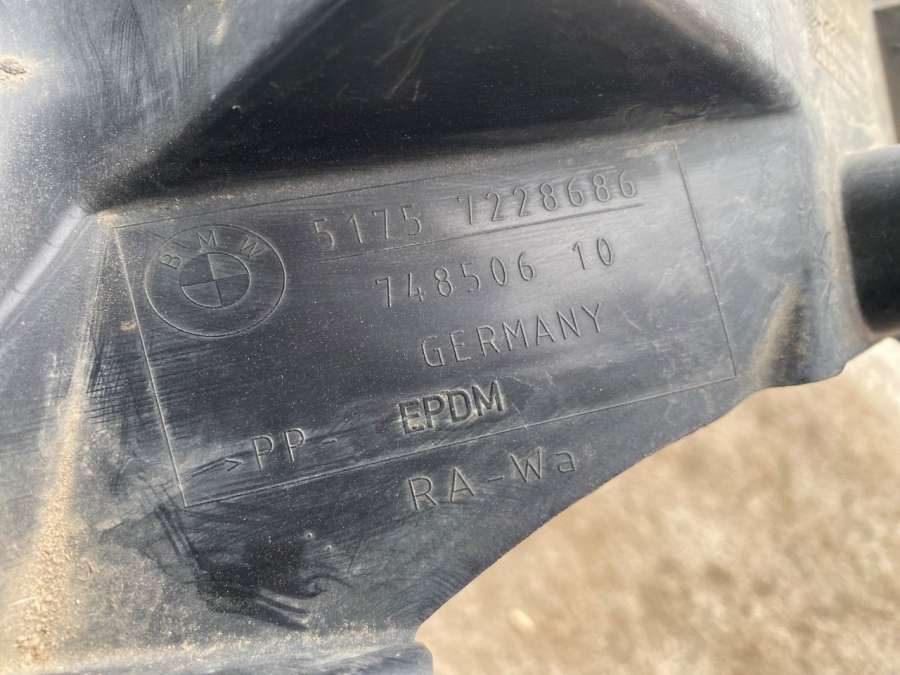 BMW
5175 7228686
748506 10
GERMANY
>PP- EPDM
RA-Wa